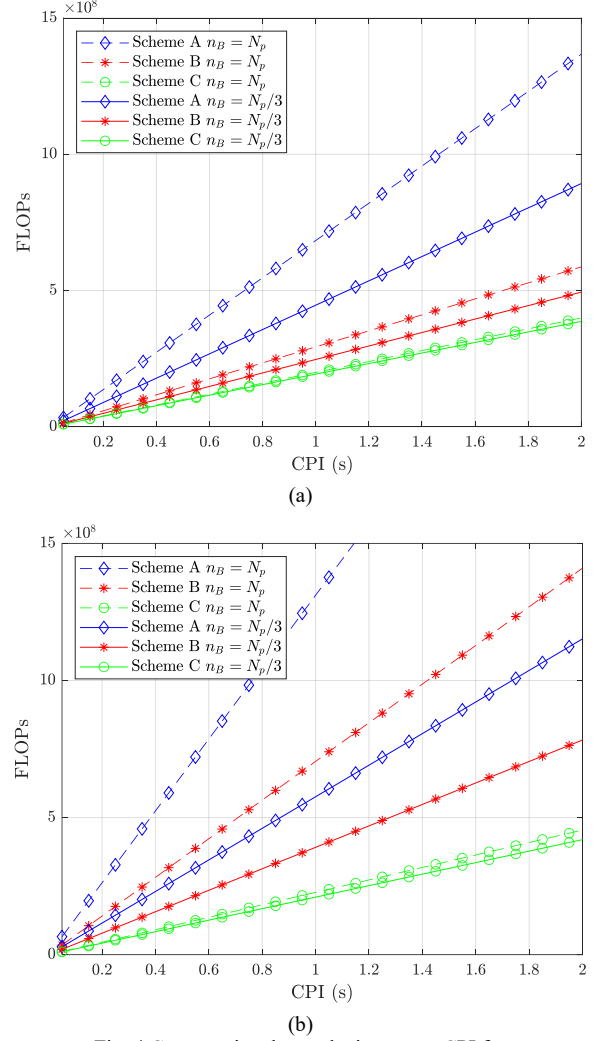 ×10⁸
15
10
5
0
FLOPs
Scheme A n_B = N_p
Scheme B n_B = N_p
Scheme C n_B = N_p
Scheme A n_B = N_p/3
Scheme B n_B = N_p/3
Scheme C n_B = N_p/3
0.2 0.4 0.6 0.8 1 1.2 1.4 1.6 1.8 2
CPI (s)
(a)
×10⁸
15
10
5
0
FLOPs
Scheme A n_B = N_p
Scheme B n_B = N_p
Scheme C n_B = N_p
Scheme A n_B = N_p/3
Scheme B n_B = N_p/3
Scheme C n_B = N_p/3
0.2 0.4 0.6 0.8 1 1.2 1.4 1.6 1.8 2
CPI (s)
(b)